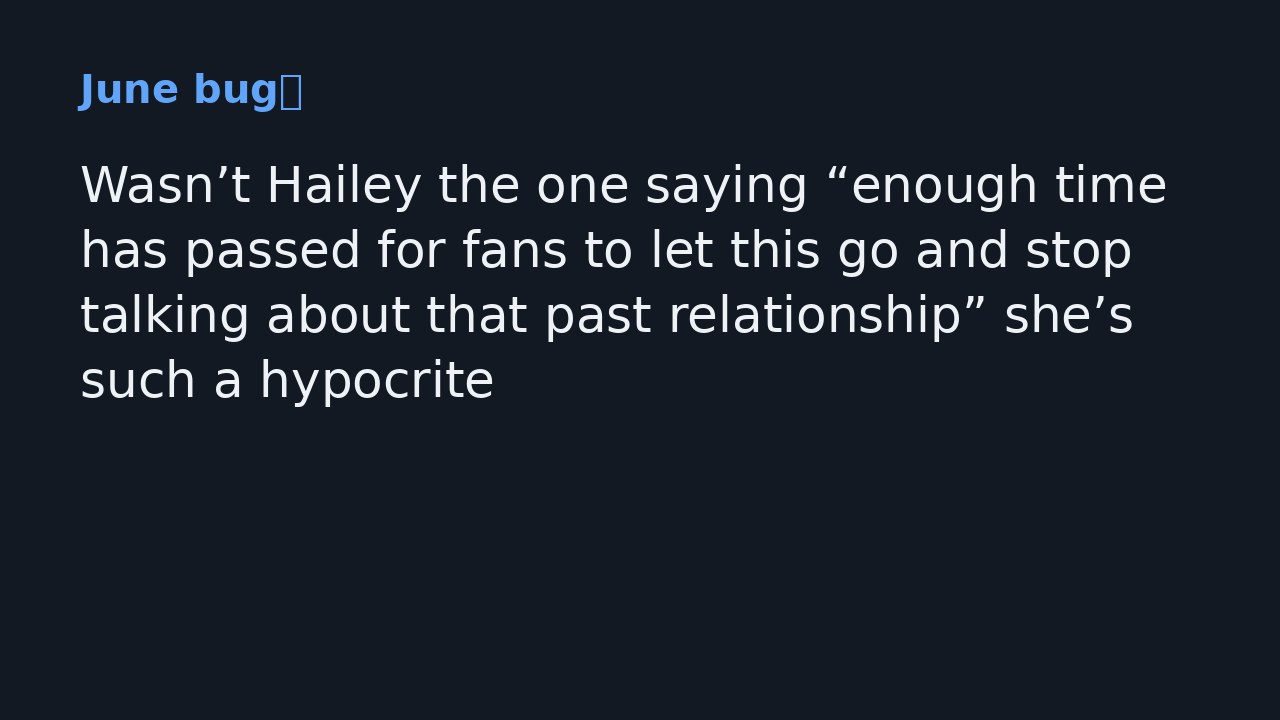 June bug
Wasn’t Hailey the one saying “enough time
has passed for fans to let this go and stop
talking about that past relationship” she’s
such a hypocrite